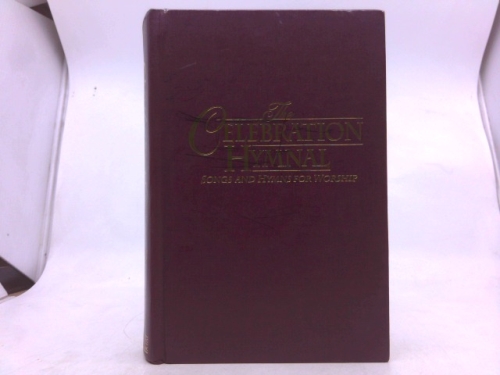 The
CELEBRATION
HYMNAL
SONGS AND HYMNS FOR WORSHIP